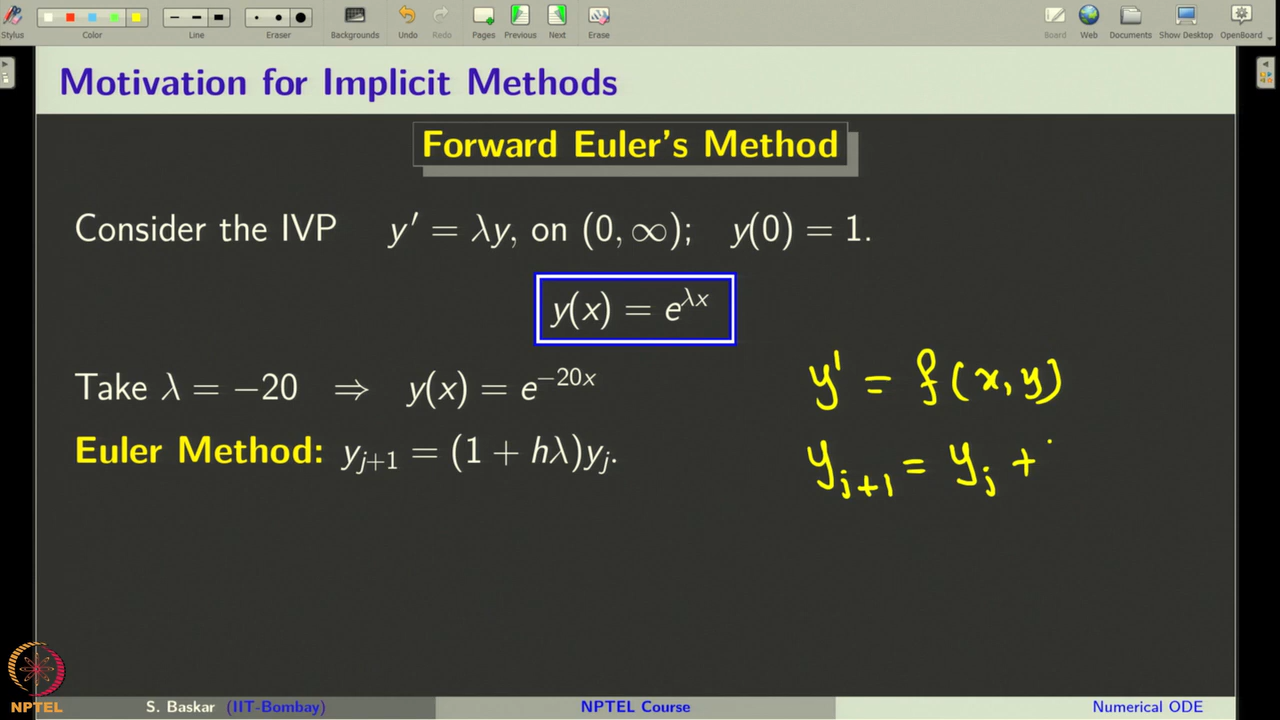 Stylus Color Line Eraser Backgrounds Undo Redo Pages Previous Next Erase Board Web Documents Show Desktop OpenBoard
Motivation for Implicit Methods
Forward Euler's Method
Consider the IVP y′ = λy, on (0, ∞); y(0) = 1.
y(x) = e^{λx}
Take λ = −20 ⇒ y(x) = e^{−20x}
y' = f(x, y)
Euler Method: y_{j+1} = (1 + hλ)y_j.
y_{j+1} = y_j +
NPTEL
S. Baskar (IIT-Bombay) NPTEL Course Numerical ODE